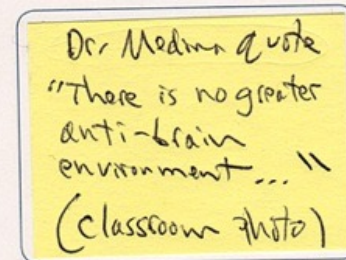 Dr. Medina quote
"There is no greater
anti-brain
environment..."
(classroom photo)